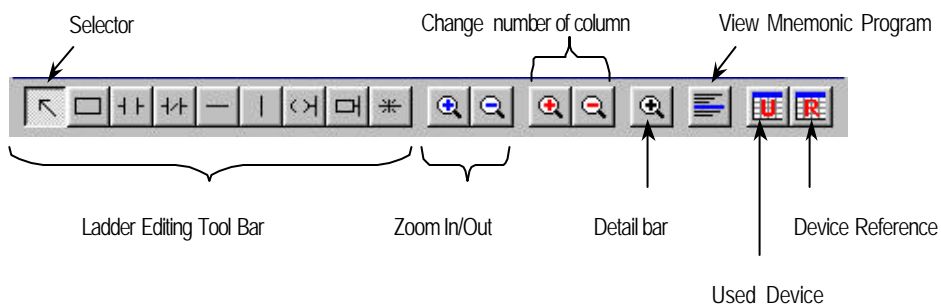 Selector
Change number of column
View Mnemonic Program
U
R
Ladder Editing Tool Bar
Zoom In/Out
Detail bar
Device Reference
Used Device